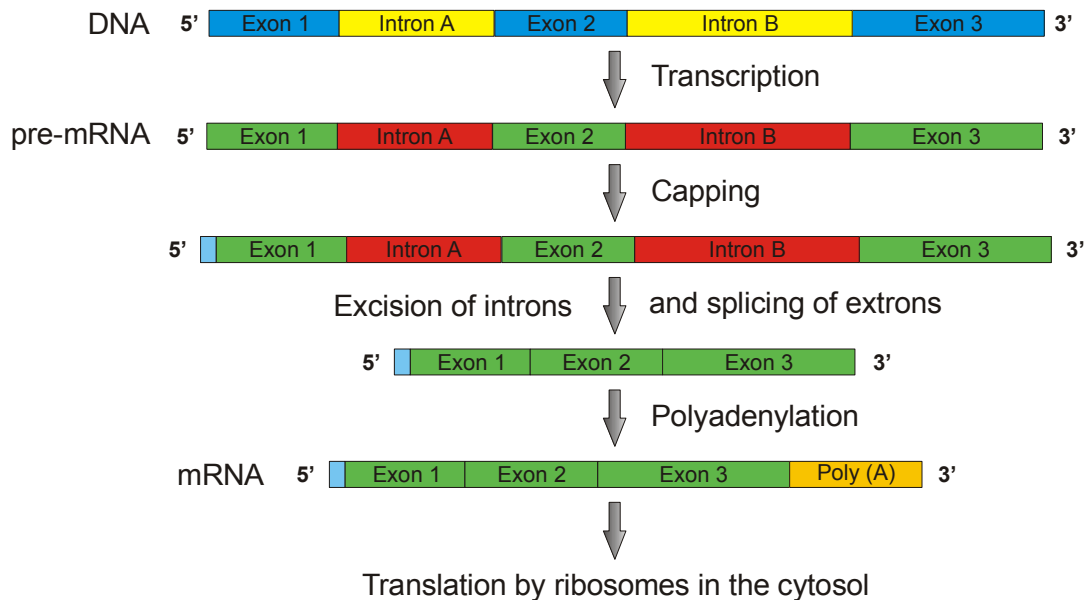 DNA 5’ Exon 1 Intron A Exon 2 Intron B Exon 3 3’
Transcription
pre-mRNA 5’ Exon 1 Intron A Exon 2 Intron B Exon 3 3’
Capping
5’ Exon 1 Intron A Exon 2 Intron B Exon 3 3’
Excision of introns and splicing of extrons
5’ Exon 1 Exon 2 Exon 3 3’
Polyadenylation
mRNA 5’ Exon 1 Exon 2 Exon 3 Poly (A) 3’
Translation by ribosomes in the cytosol